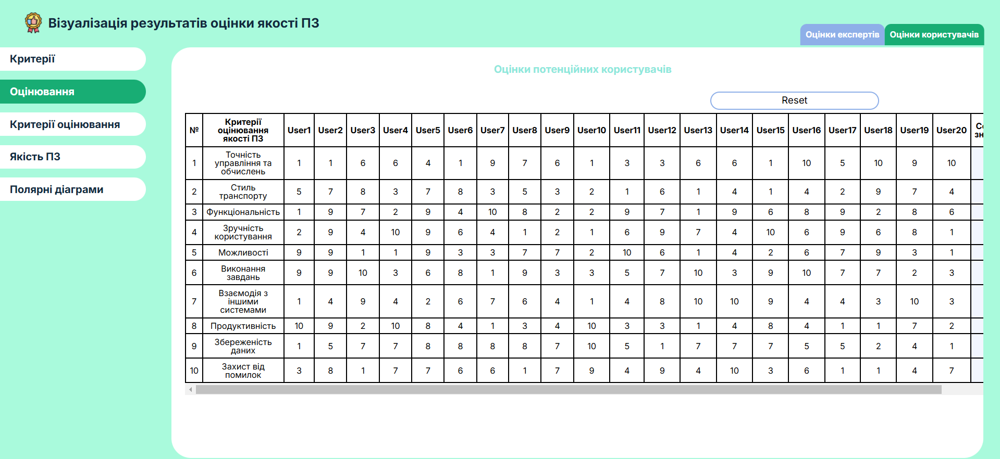 Візуалізація результатів оцінки якості ПЗ
Оцінки експертів
Оцінки користувачів
Критерії
Оцінювання
Критерії оцінювання
Якість ПЗ
Полярні діаграми
Оцінки потенційних користувачів
Reset
№ Критерії оцінювання якості ПЗ User1 User2 User3 User4 User5 User6 User7 User8 User9 User10 User11 User12 User13 User14 User15 User16 User17 User18 User19 User20
1 Точність управління та обчислень 1 1 6 6 4 1 9 7 6 1 3 3 6 6 1 10 5 10 9 10
2 Стиль транспорту 5 7 8 3 7 8 3 5 3 2 1 6 1 4 1 4 2 9 7 4
3 Функціональність 1 9 7 2 9 4 10 8 2 2 9 7 1 9 6 8 9 2 8 6
4 Зручність користування 2 9 4 10 9 6 4 1 2 1 6 9 7 4 10 6 9 6 8 1
5 Можливості 9 9 1 1 9 3 3 7 7 2 10 6 1 4 2 6 7 9 3 1
6 Виконання завдань 9 9 10 3 6 8 1 9 3 3 5 7 10 3 9 10 7 7 2 3
7 Взаємодія з іншими системами 1 4 9 4 2 6 7 6 4 1 4 8 10 10 9 4 4 3 10 3
8 Продуктивність 10 9 2 10 8 4 1 3 4 10 3 3 1 4 8 4 1 1 7 2
9 Збереженість даних 1 5 7 7 8 8 8 8 7 10 5 1 7 7 7 5 5 2 4 1
10 Захист від помилок 3 8 1 7 7 6 6 1 7 9 4 9 4 10 3 6 1 1 4 7